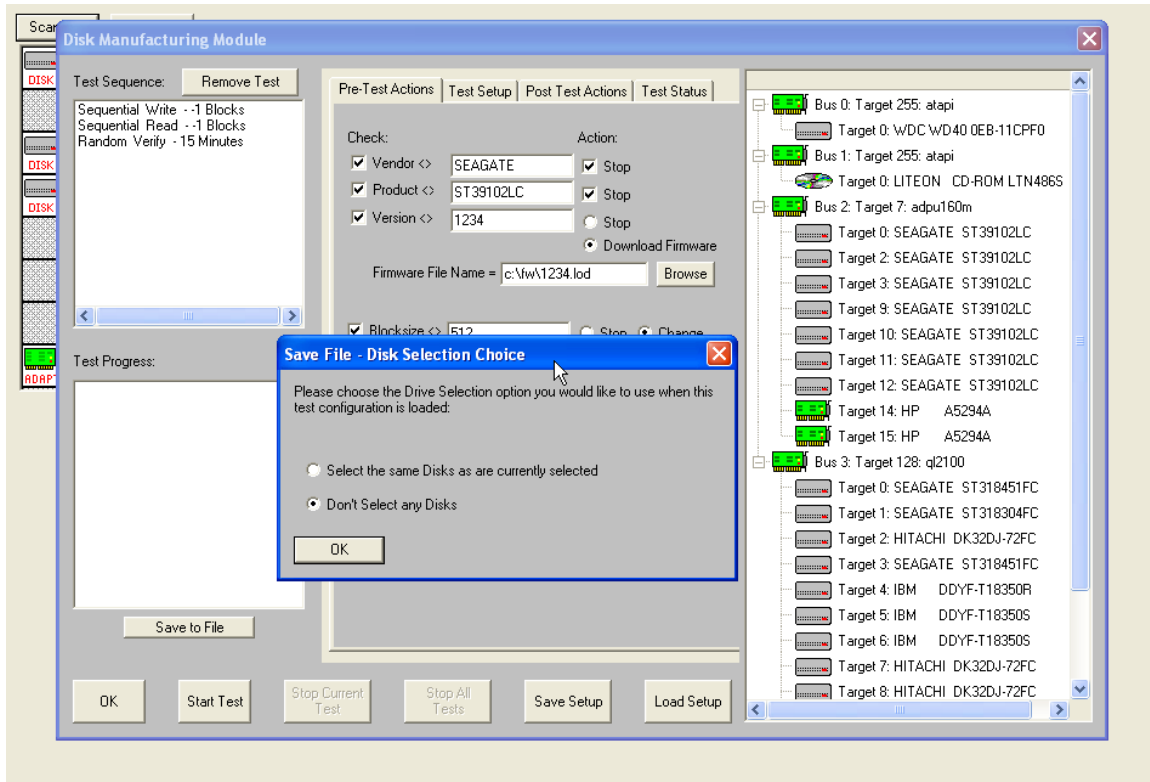 Scan
DISK
DISK
DISK
ADAPT
Disk Manufacturing Module
Test Sequence:
Remove Test
Sequential Write - -1 Blocks
Sequential Read - -1 Blocks
Random Verify - 15 Minutes
Test Progress:
Save to File
Pre-Test Actions
Test Setup
Post Test Actions
Test Status
Check:
Action:
Vendor <>
SEAGATE
Stop
Product <>
ST39102LC
Stop
Version <>
1234
Stop
Download Firmware
Firmware File Name =
c:\fw\1234.lod
Browse
Blocksize <>
512
Stop
Change
Save File - Disk Selection Choice
Please choose the Drive Selection option you would like to use when this
test configuration is loaded:
Select the same Disks as are currently selected
Don't Select any Disks
OK
Bus 0: Target 255: atapi
Target 0: WDC WD40 0EB-11CPF0
Bus 1: Target 255: atapi
Target 0: LITEON CD-ROM LTN486S
Bus 2: Target 7: adpu160m
Target 0: SEAGATE ST39102LC
Target 2: SEAGATE ST39102LC
Target 3: SEAGATE ST39102LC
Target 9: SEAGATE ST39102LC
Target 10: SEAGATE ST39102LC
Target 11: SEAGATE ST39102LC
Target 12: SEAGATE ST39102LC
Target 14: HP A5294A
Target 15: HP A5294A
Bus 3: Target 128: ql2100
Target 0: SEAGATE ST318451FC
Target 1: SEAGATE ST318304FC
Target 2: HITACHI DK32DJ-72FC
Target 3: SEAGATE ST318451FC
Target 4: IBM DDYF-T18350R
Target 5: IBM DDYF-T18350S
Target 6: IBM DDYF-T18350S
Target 7: HITACHI DK32DJ-72FC
Target 8: HITACHI DK32DJ-72FC
OK
Start Test
Stop Current
Test
Stop All
Tests
Save Setup
Load Setup